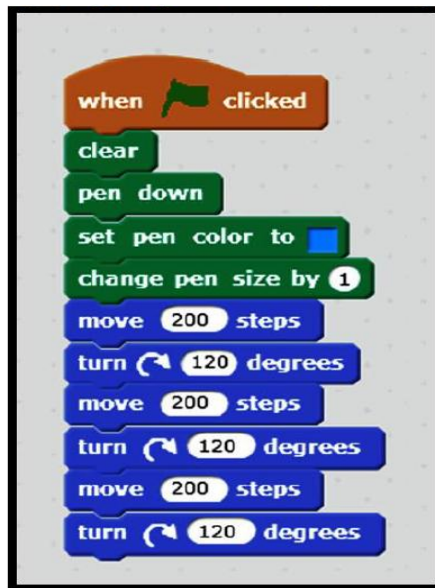 when clicked
clear
pen down
set pen color to
change pen size by 1
move 200 steps
turn 120 degrees
move 200 steps
turn 120 degrees
move 200 steps
turn 120 degrees